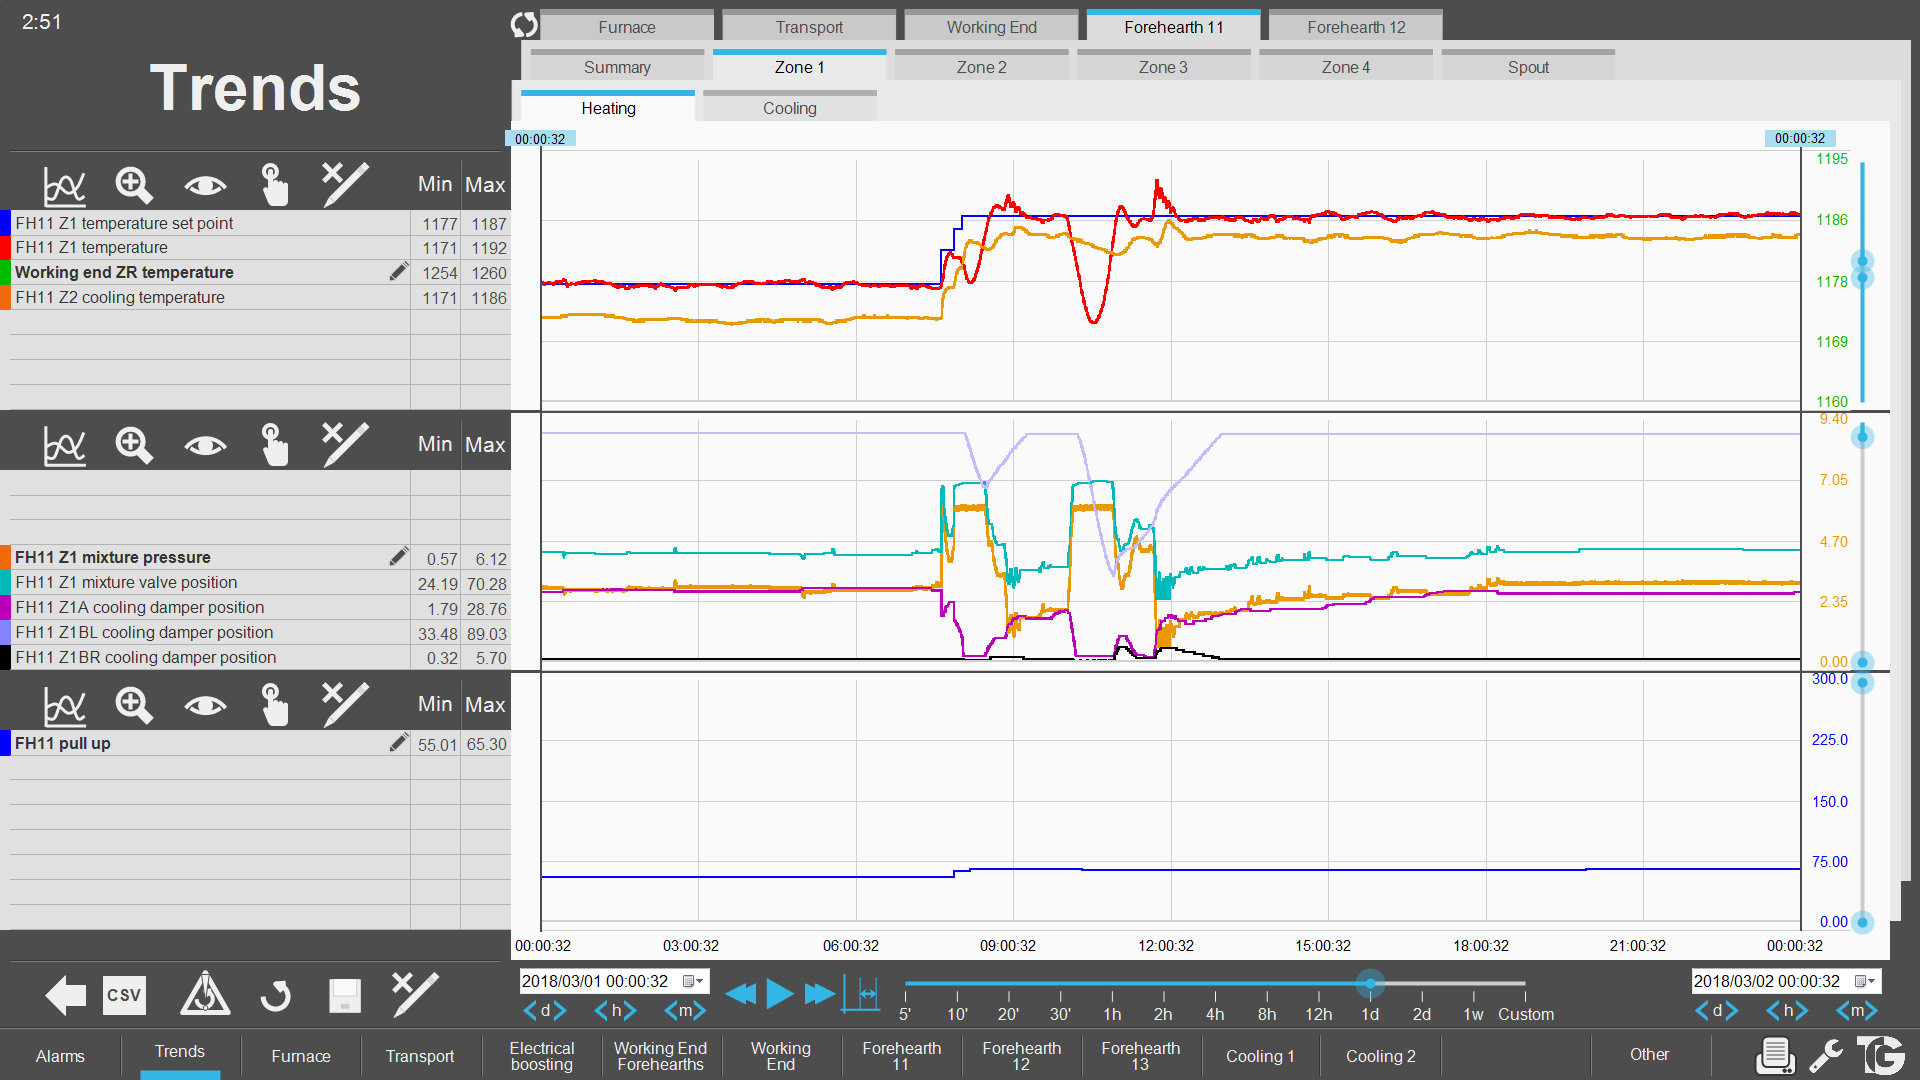 2:51
Trends
Furnace Transport Working End Forehearth 11 Forehearth 12
Summary Zone 1 Zone 2 Zone 3 Zone 4 Spout
Heating Cooling
00:00:32 00:00:32
Min Max
FH11 Z1 temperature set point 1177 1187
FH11 Z1 temperature 1171 1192
Working end ZR temperature 1254 1260
FH11 Z2 cooling temperature 1171 1186
1195
1186
1178
1169
1160
Min Max
FH11 Z1 mixture pressure 0.57 6.12
FH11 Z1 mixture valve position 24.19 70.28
FH11 Z1A cooling damper position 1.79 28.76
FH11 Z1BL cooling damper position 33.48 89.03
FH11 Z1BR cooling damper position 0.32 5.70
9.40
7.05
4.70
2.35
0.00
Min Max
FH11 pull up 55.01 65.30
300.0
225.0
150.0
75.00
0.00
00:00:32 03:00:32 06:00:32 09:00:32 12:00:32 15:00:32 18:00:32 21:00:32 00:00:32
CSV
2018/03/01 00:00:32
d h m
5' 10' 20' 30' 1h 2h 4h 8h 12h 1d 2d 1w Custom
2018/03/02 00:00:32
d h m
Alarms Trends Furnace Transport Electrical boosting Working End Forehearths Working End Forehearth 11 Forehearth 12 Forehearth 13 Cooling 1 Cooling 2 Other
TG